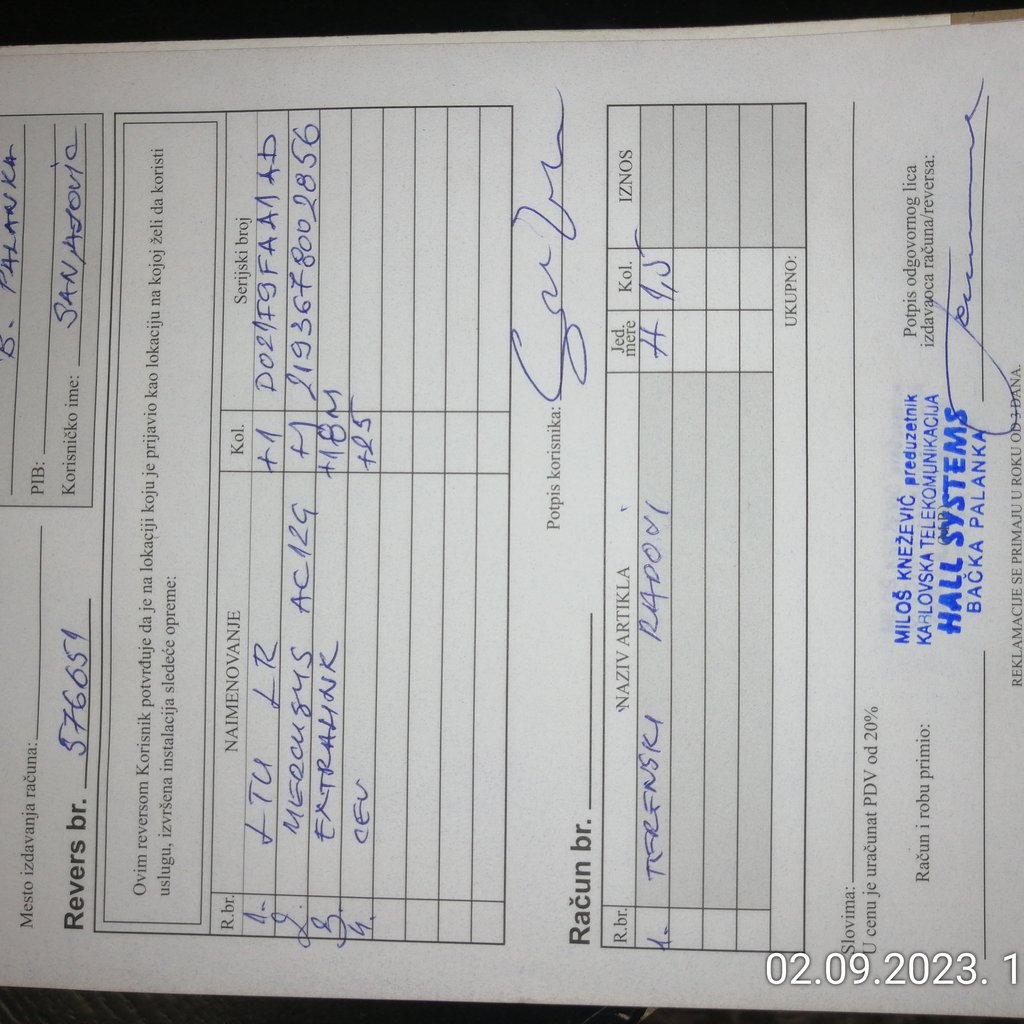 B. PALANKA
PIB:
Mesto izdavanja računa:
Korisničko ime: SANAJOVIC
Revers br. 576651
Ovim reversom Korisnik potvrđuje da je na lokaciji koju je prijavio kao lokaciju na kojoj želi da koristi
uslugu, izvršena instalacija sledeće opreme:
R.br. NAIMENOVANJE Kol. Serijski broj
1. LTU LR +1 D021F9FAA1AD
2. MERCUSYS AC12G +1 2193678002856
3. EXTRALINK +18M
4. CEV +25
Potpis korisnika:
Račun br.
R.br. NAZIV ARTIKLA Jed. mere Kol. IZNOS
1. TERENSKI RADOVI H 1,5
UKUPNO:
Slovima:
U cenu je uračunat PDV od 20%
Račun i robu primio:
Potpis odgovornog lica
izdavaoca računa/reversa:
MILOŠ KNEŽEVIĆ preduzetnik
KARLOVSKA TELEKOMUNIKACIJA
HALL SYSTEMS
BAČKA PALANKA
REKLAMACIJE SE PRIMAJU U ROKU OD 3 DANA.
02.09.2023. 1